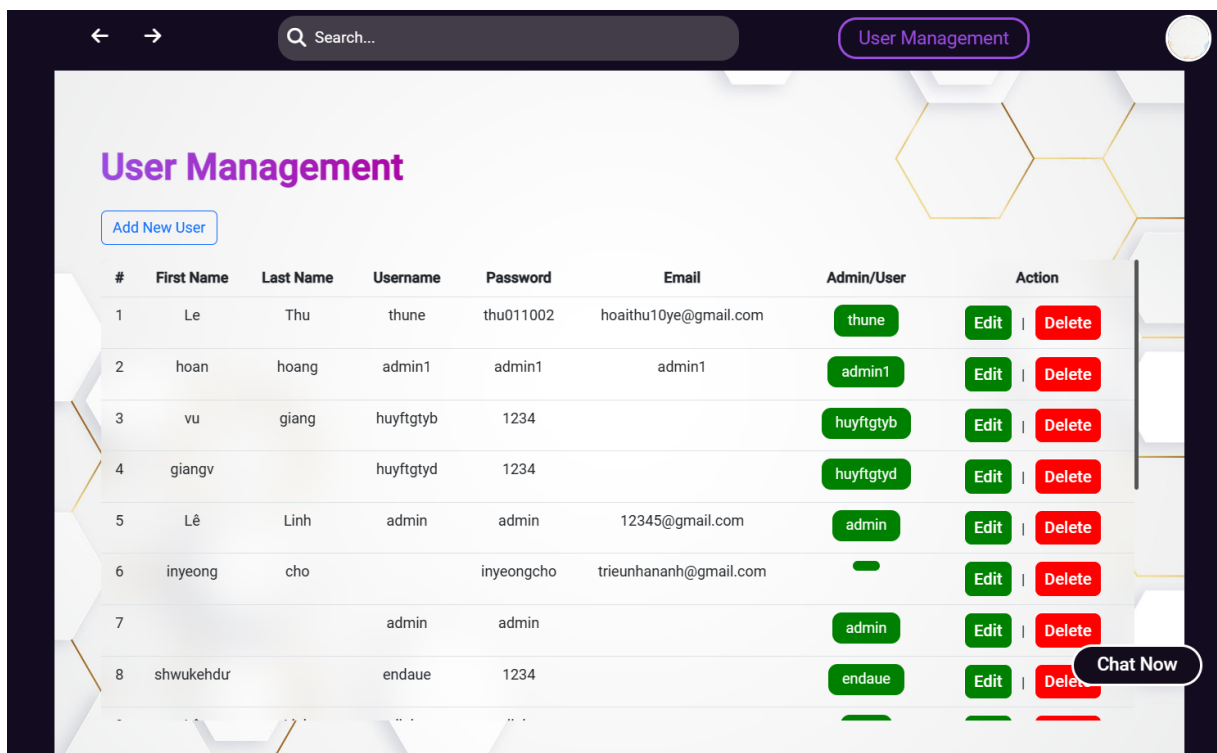 Search...
User Management
User Management
Add New User
# First Name Last Name Username Password Email Admin/User Action
1 Le Thu thune thu011002 hoaithu10ye@gmail.com thune Edit | Delete
2 hoan hoang admin1 admin1 admin1 admin1 Edit | Delete
3 vu giang huyftgtyb 1234 huyftgtyb Edit | Delete
4 giangv huyftgtyd 1234 huyftgtyd Edit | Delete
5 Lê Linh admin admin 12345@gmail.com admin Edit | Delete
6 inyeong cho inyeongcho trieunhananh@gmail.com Edit | Delete
7 admin admin admin Edit | Delete
8 shwukehdư endaue 1234 endaue Edit | Delete
Chat Now